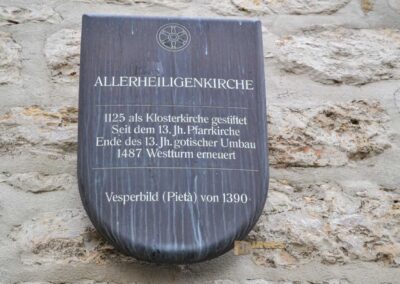 ALLERHEILIGENKIRCHE
1125 als Klosterkirche gestiftet
Seit dem 13. Jh. Pfarrkirche
Ende des 13. Jh. gotischer Umbau
1487 Westturm erneuert
Vesperbild (Pietà) von 1390